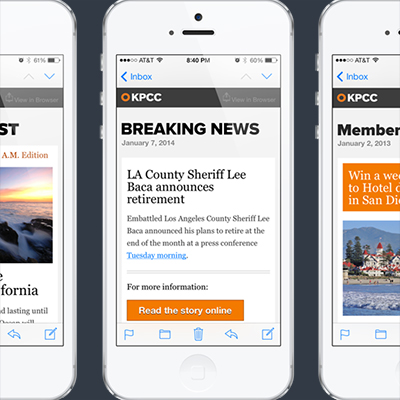 61%
ST
A.M. Edition
e
fornia
nd lasting until
AT&T 8:40 PM 60%
Inbox
KPCC
View in Browser
BREAKING NEWS
January 7, 2014
LA County Sheriff Lee
Baca announces
retirement
Embattled Los Angeles County Sheriff Lee
Baca announced his plans to retire at the
end of the month at a press conference
Tuesday morning.
For more information:
Read the story online
AT&T
Inbox
KPCC
Member
January 2, 2013
Win a wee
to Hotel d
in San Die